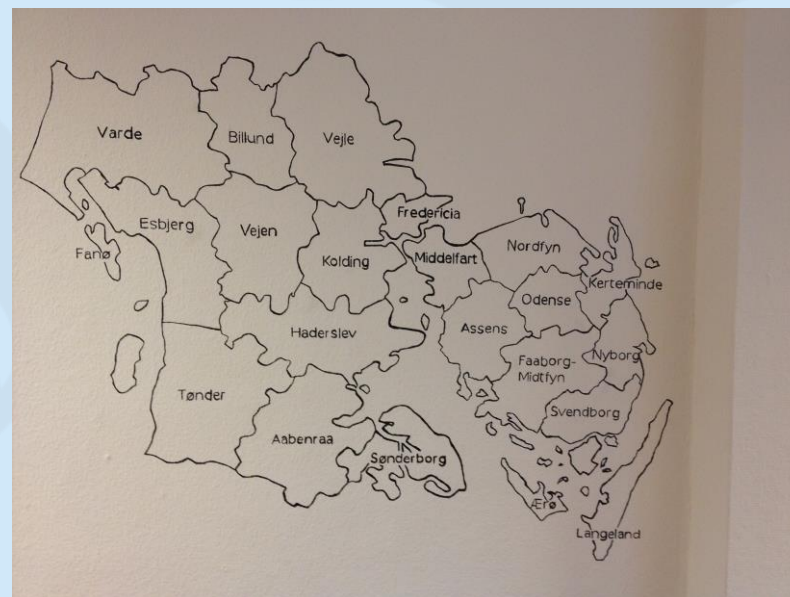 Varde
Billund
Vejle
Esbjerg
Vejen
Fredericia
Fanø
Kolding
Middelfart
Nordfyn
Kerteminde
Odense
Haderslev
Assens
Nyborg
Faaborg-
Midtfyn
Tønder
Svendborg
Aabenraa
Sønderborg
Ærø
Langeland